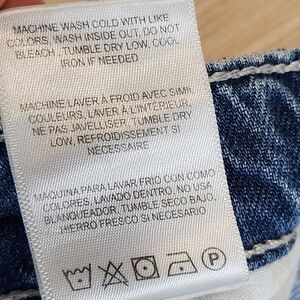 MACHINE WASH COLD WITH LIKE
COLORS, WASH INSIDE OUT, DO NOT
BLEACH , TUMBLE DRY LOW, COOL
IRON IF NEEDED
MACHINE LAVER A FROID AVEC SIMIL
COULEURS, LAVER A L'INTERIEUR,
NE PAS JAVELLISER, TUMBLE DRY
LOW, REFROIDISSEMENT SI
NECESSAIRE
MAQUINA PARA LAVAR FRIO CON COMO
COLORES, LAVADO DENTRO, NO USA
BLANQUEADOR, TUMBLE SECO BAJO,
HIERRO FRESCO SI NECESARIO
P